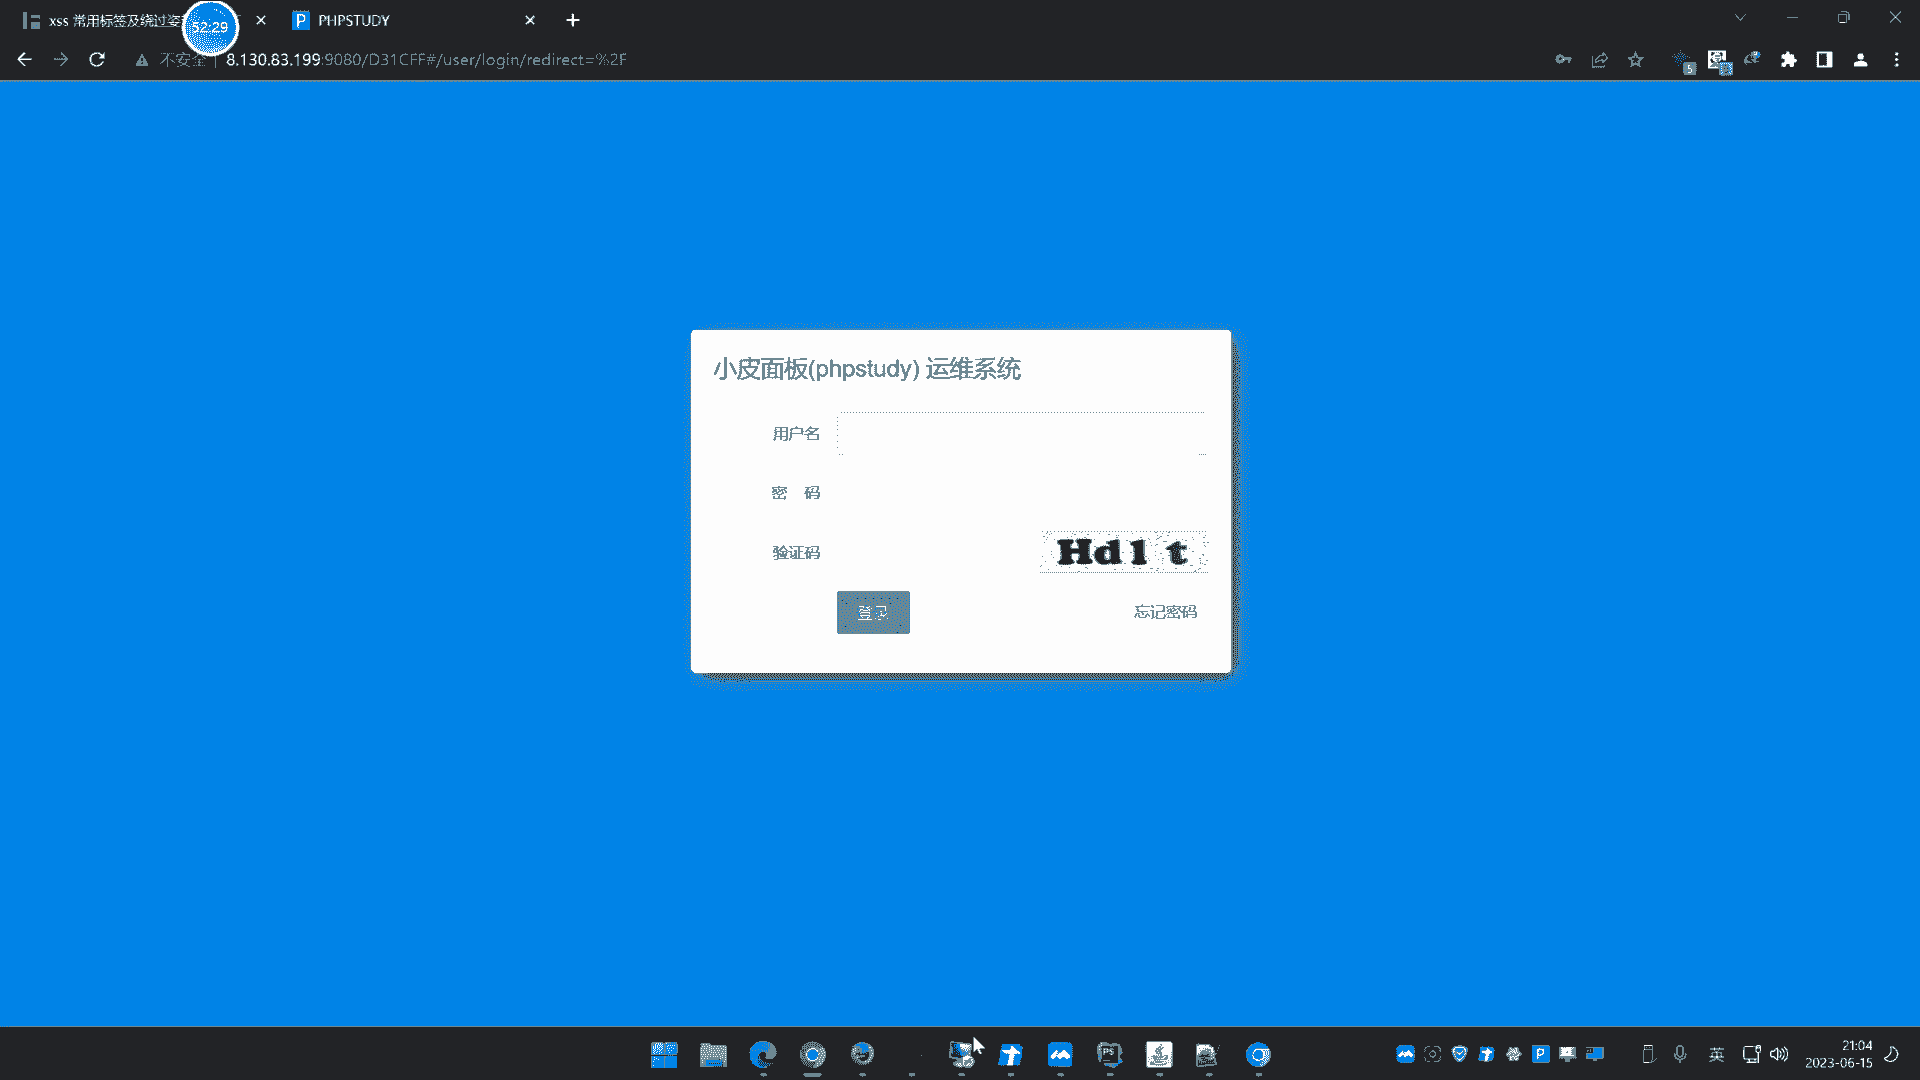 xss 常用标签及绕过姿
52:29
PHPSTUDY
不安全 8.130.83.199:9080/D31CFF#/user/login/redirect=%2F
5
小皮面板(phpstudy) 运维系统
用户名
密 码
验证码
Hd1t
登录
忘记密码
英
21:04
2023-06-15